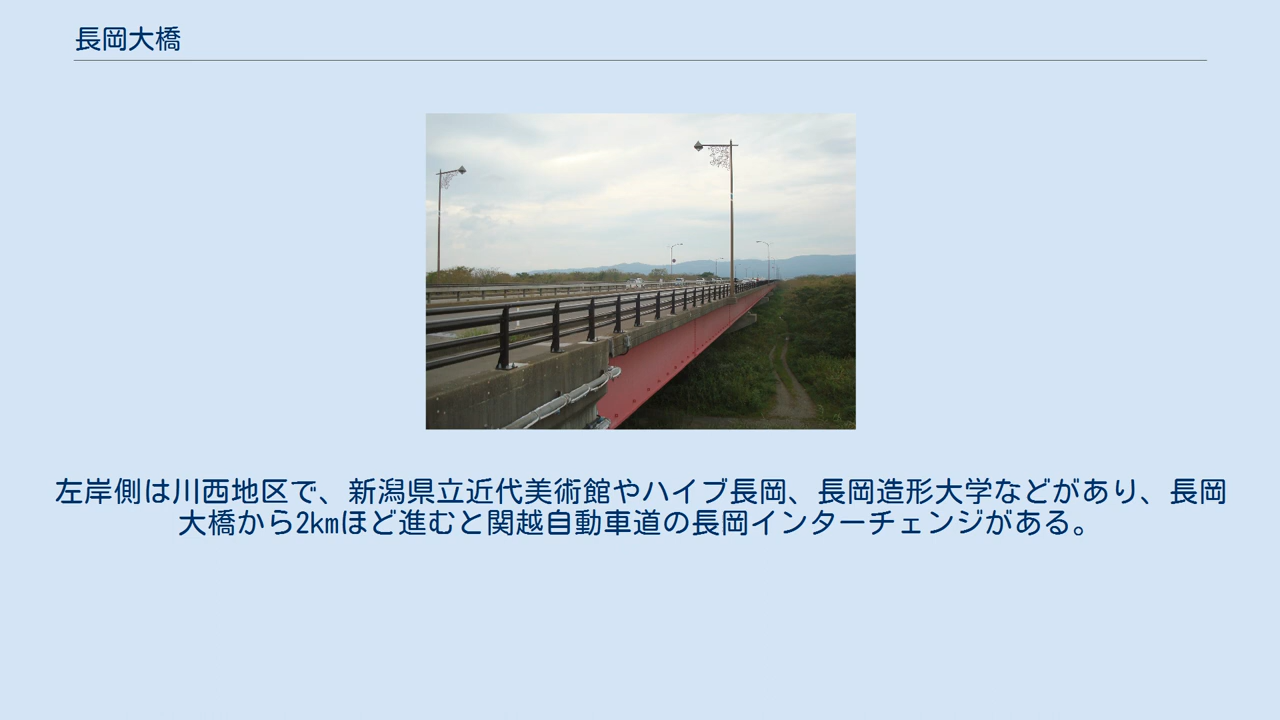 長岡大橋
左岸側は川西地区で、新潟県立近代美術館やハイブ長岡、長岡造形大学などがあり、長岡
大橋から2kmほど進むと関越自動車道の長岡インターチェンジがある。